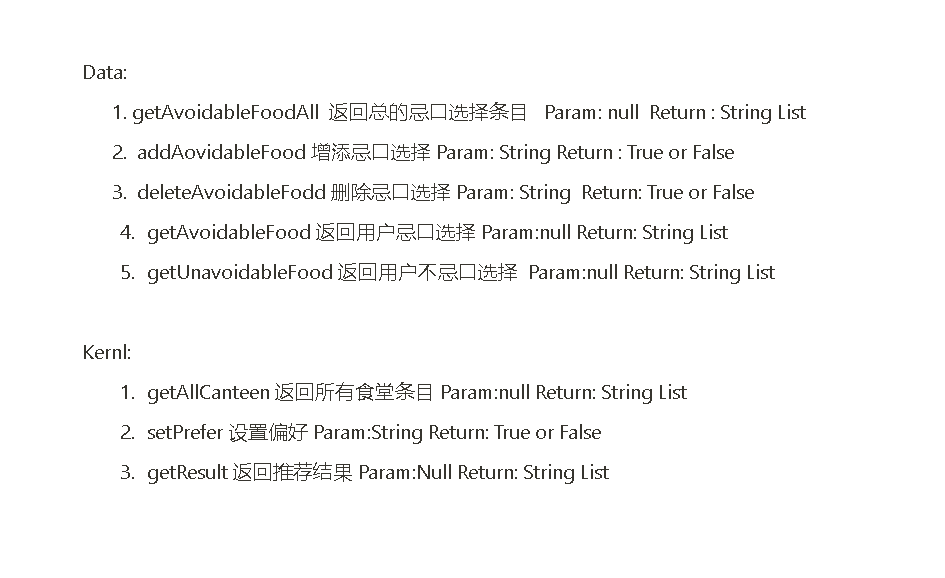 Data:
1. getAvoidableFoodAll 返回总的忌口选择条目 Param: null Return : String List
2. addAovidableFood 增添忌口选择 Param: String Return : True or False
3. deleteAvoidableFodd 删除忌口选择 Param: String Return: True or False
4. getAvoidableFood 返回用户忌口选择 Param:null Return: String List
5. getUnavoidableFood 返回用户不忌口选择 Param:null Return: String List
Kernl:
1. getAllCanteen 返回所有食堂条目 Param:null Return: String List
2. setPrefer 设置偏好 Param:String Return: True or False
3. getResult 返回推荐结果 Param:Null Return: String List